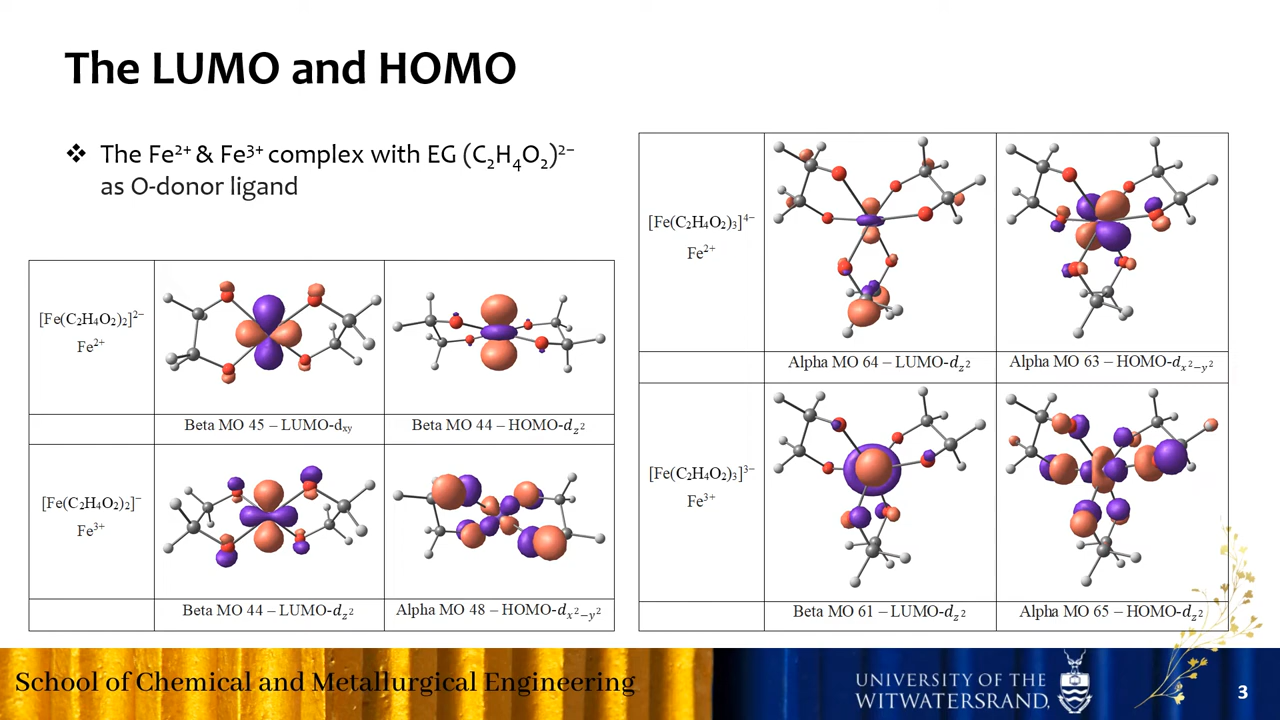 The LUMO and HOMO
❖ The Fe²⁺ & Fe³⁺ complex with EG (C₂H₄O₂)²⁻
as O-donor ligand
[Fe(C₂H₄O₂)₂]²⁻
Fe²⁺
Beta MO 45 – LUMO-dₓᵧ
Beta MO 44 – HOMO-d_z²
[Fe(C₂H₄O₂)₂]⁻
Fe³⁺
Beta MO 44 – LUMO-d_z²
Alpha MO 48 – HOMO-d_x²−y²
[Fe(C₂H₄O₂)₃]⁴⁻
Fe²⁺
Alpha MO 64 – LUMO-d_z²
Alpha MO 63 – HOMO-d_x²−y²
[Fe(C₂H₄O₂)₃]³⁻
Fe³⁺
Beta MO 61 – LUMO-d_z²
Alpha MO 65 – HOMO-d_z²
School of Chemical and Metallurgical Engineering
UNIVERSITY OF THE
WITWATERSRAND,
3